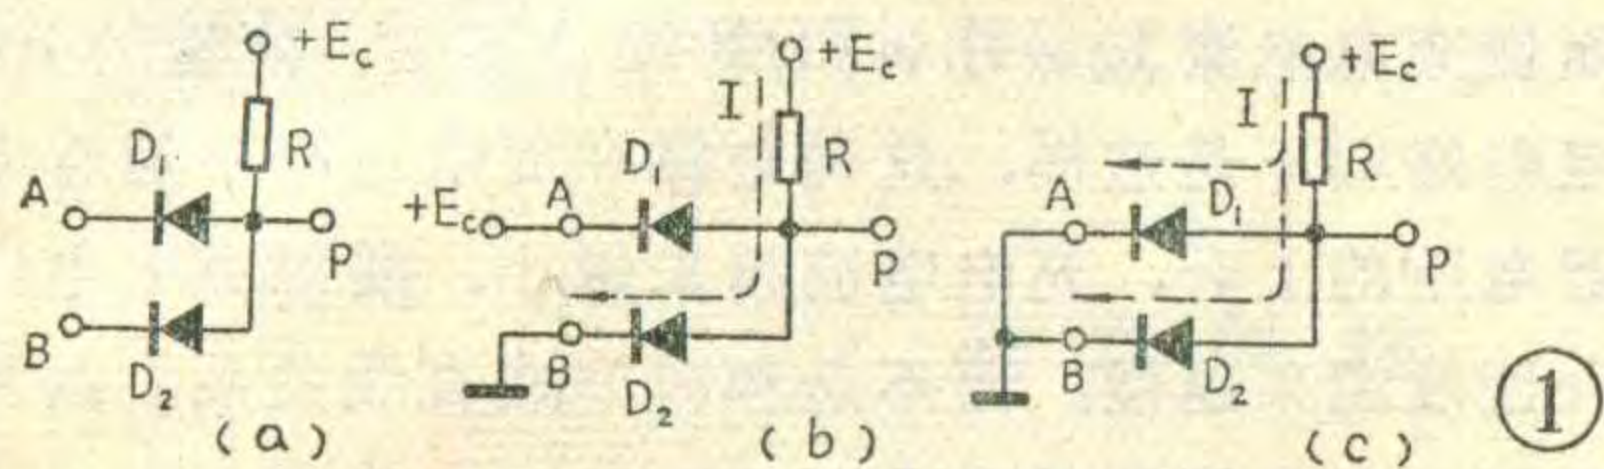 +Ec
D₁
R
A
P
B
D₂
(a)
+Ec
I
D₁
R
+Ec
A
P
B
D₂
(b)
+Ec
I
R
D₁
A
P
B
D₂
(c)
①